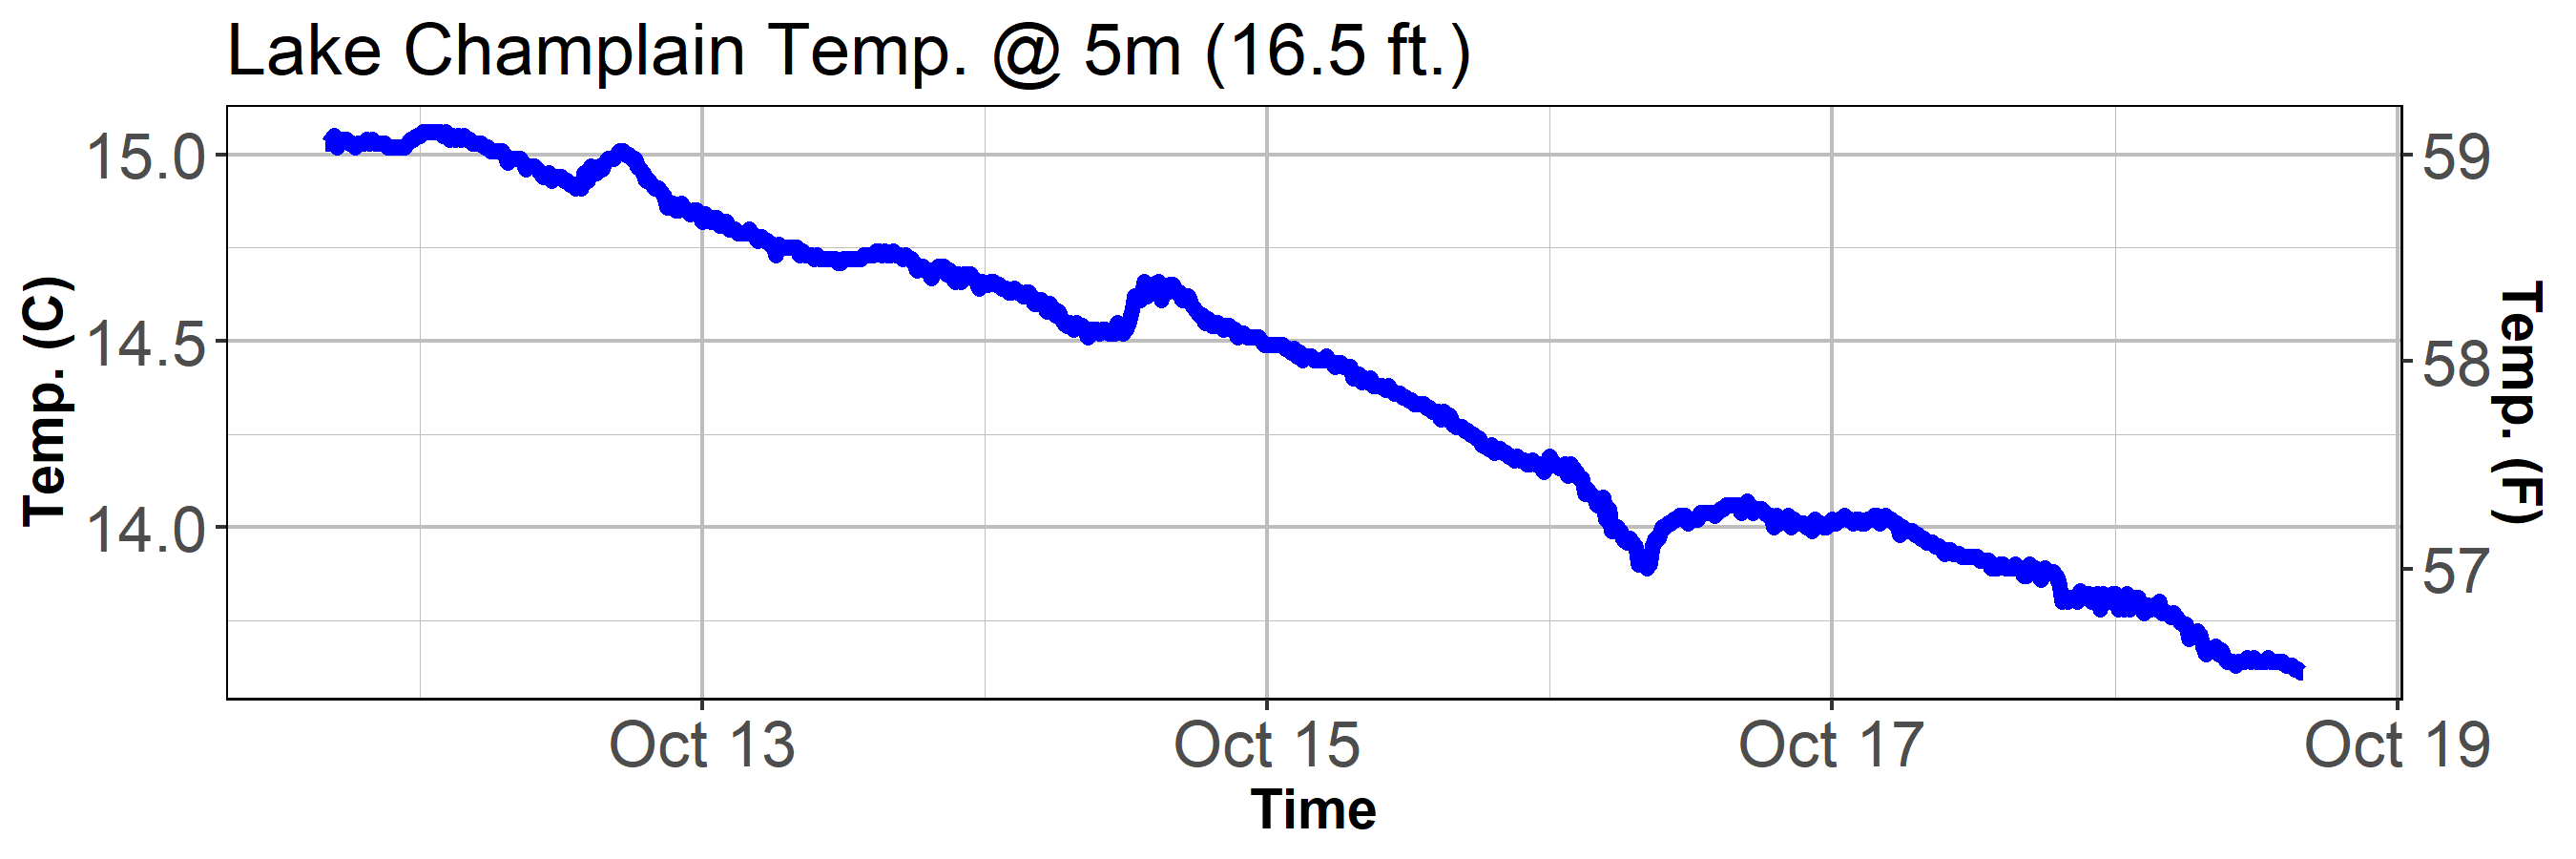 Lake Champlain Temp. @ 5m (16.5 ft.)
Temp. (C)
15.0
14.5
14.0
59
58
57
Temp. (F)
Oct 13
Oct 15
Oct 17
Oct 19
Time